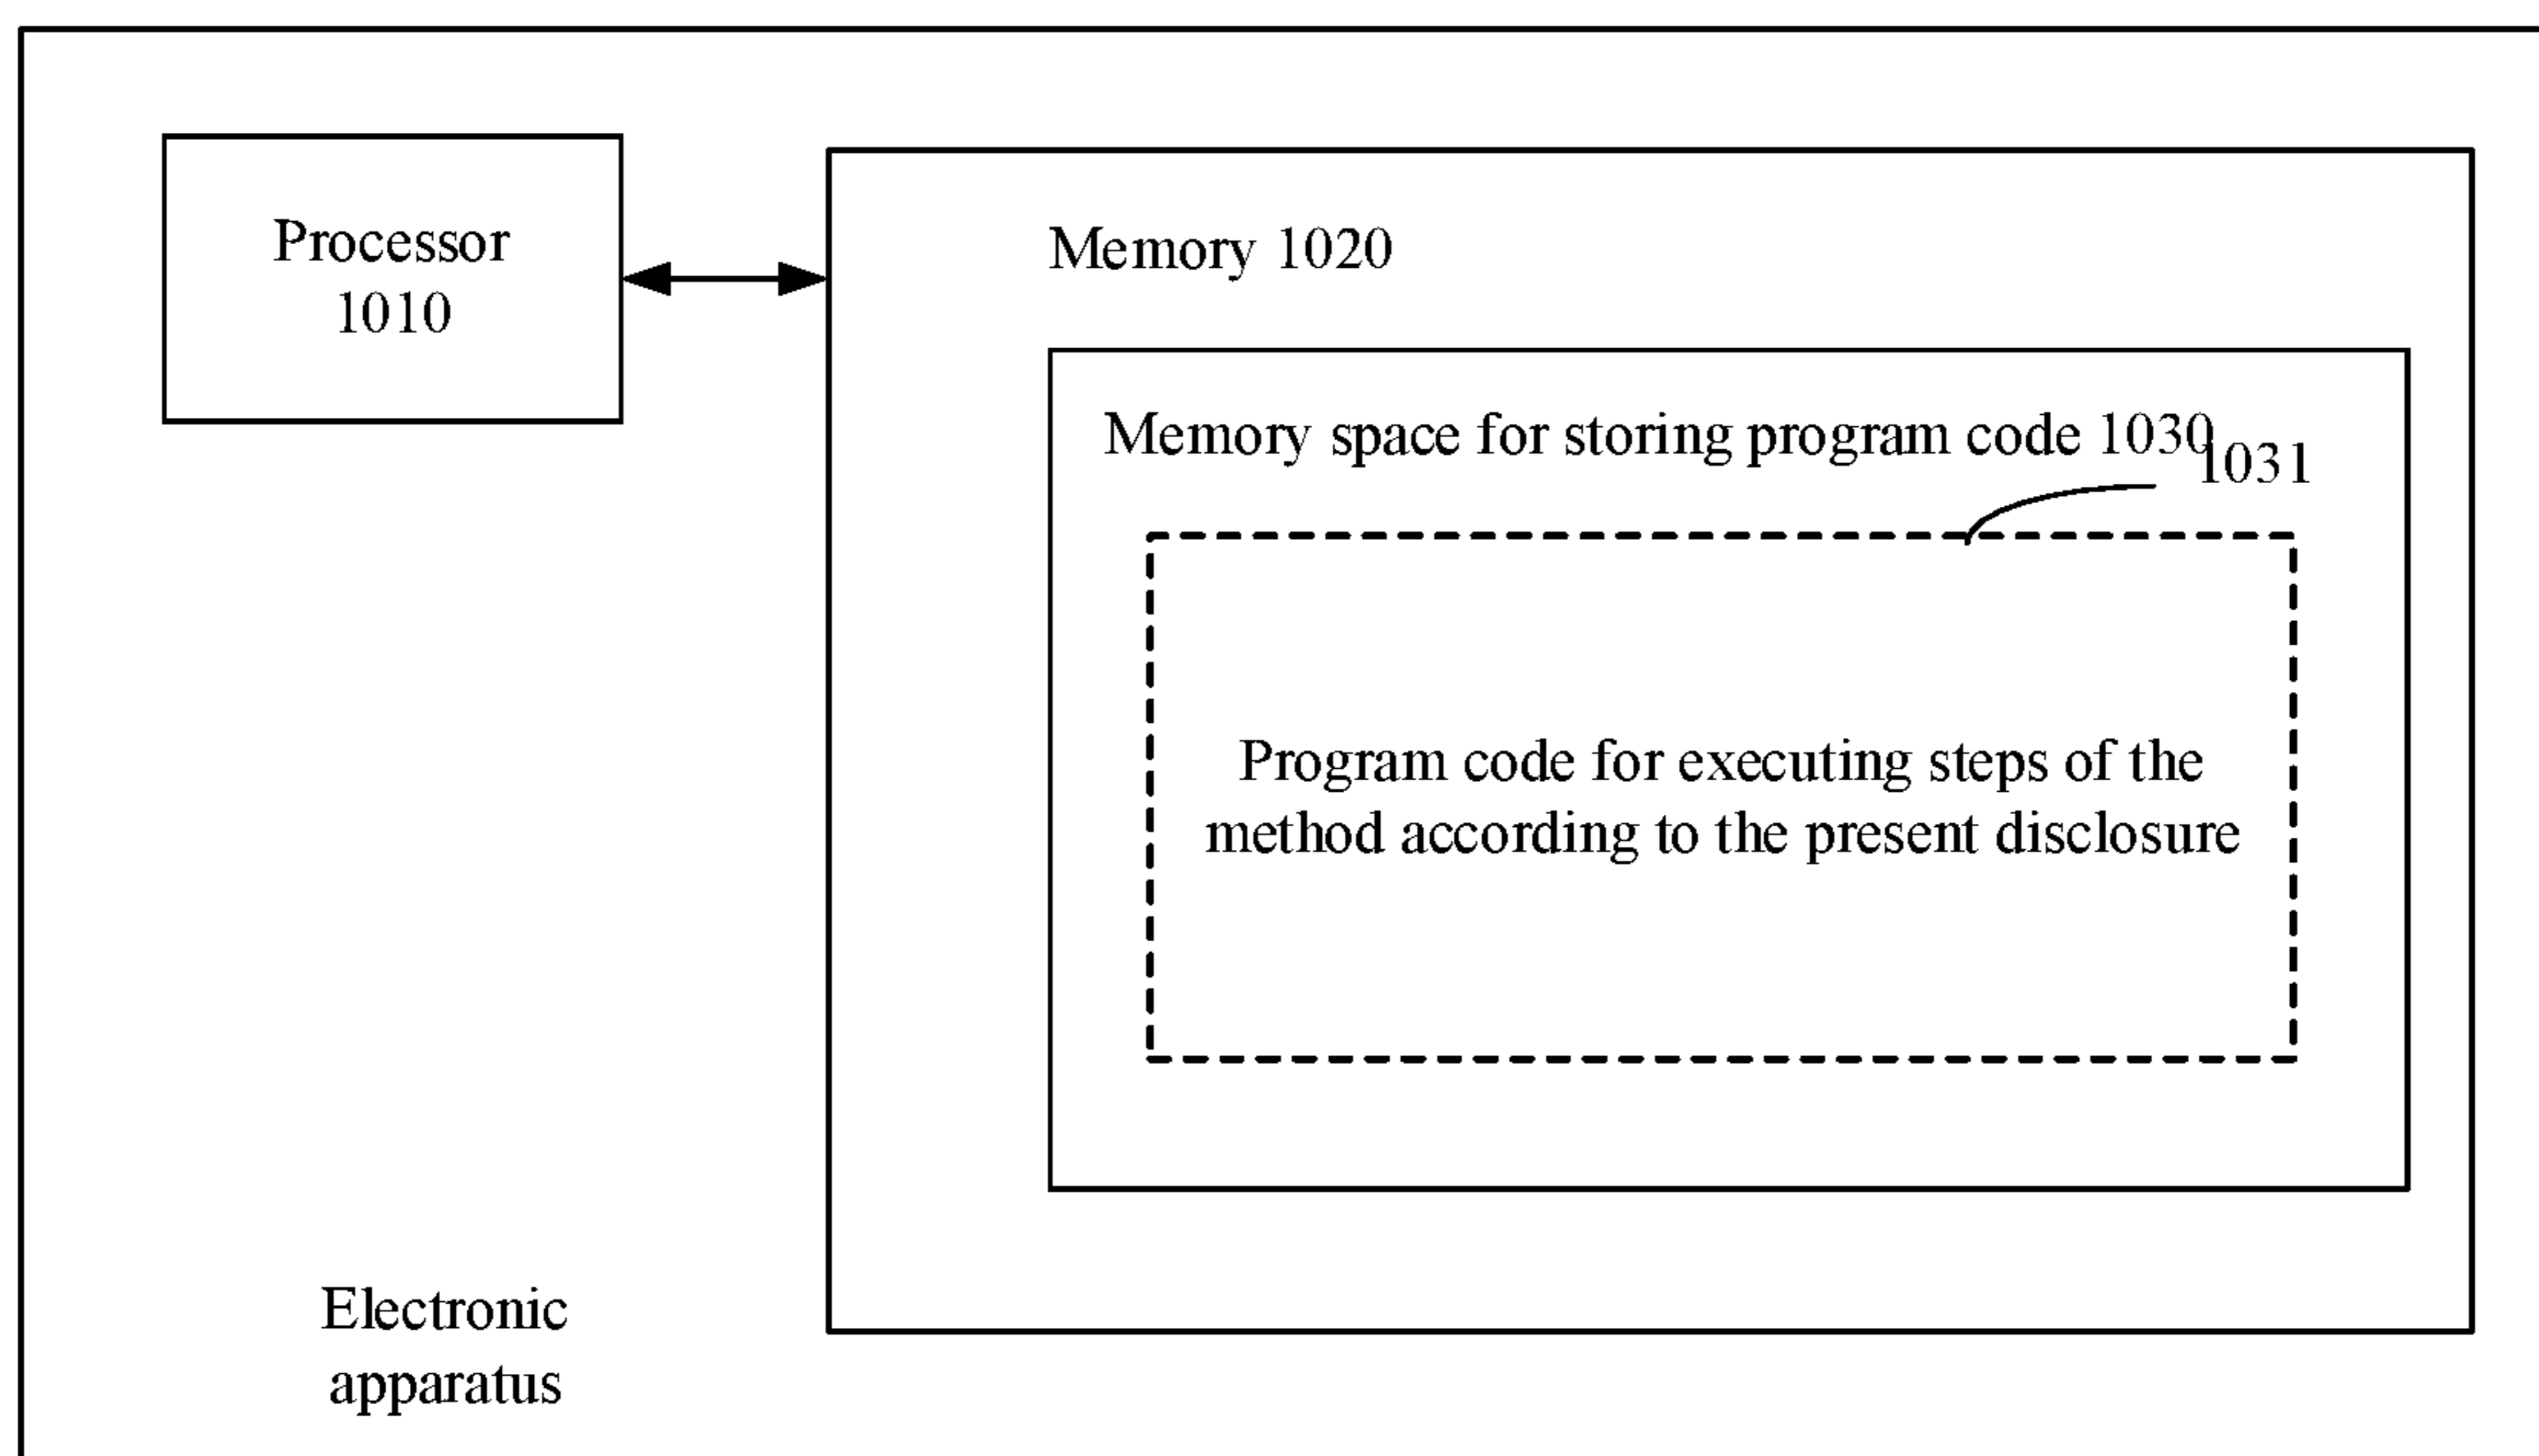 Processor
1010
Memory 1020
Memory space for storing program code 1030
1031
Program code for executing steps of the
method according to the present disclosure
Electronic
apparatus